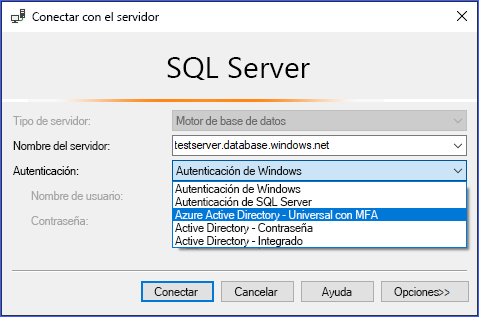 Conectar con el servidor
SQL Server
Tipo de servidor: Motor de base de datos
Nombre del servidor: testserver.database.windows.net
Autenticación: Autenticación de Windows
Autenticación de Windows
Nombre de usuario: Autenticación de SQL Server
Azure Active Directory - Universal con MFA
Contraseña: Active Directory - Contraseña
Active Directory - Integrado
Conectar Cancelar Ayuda Opciones>>